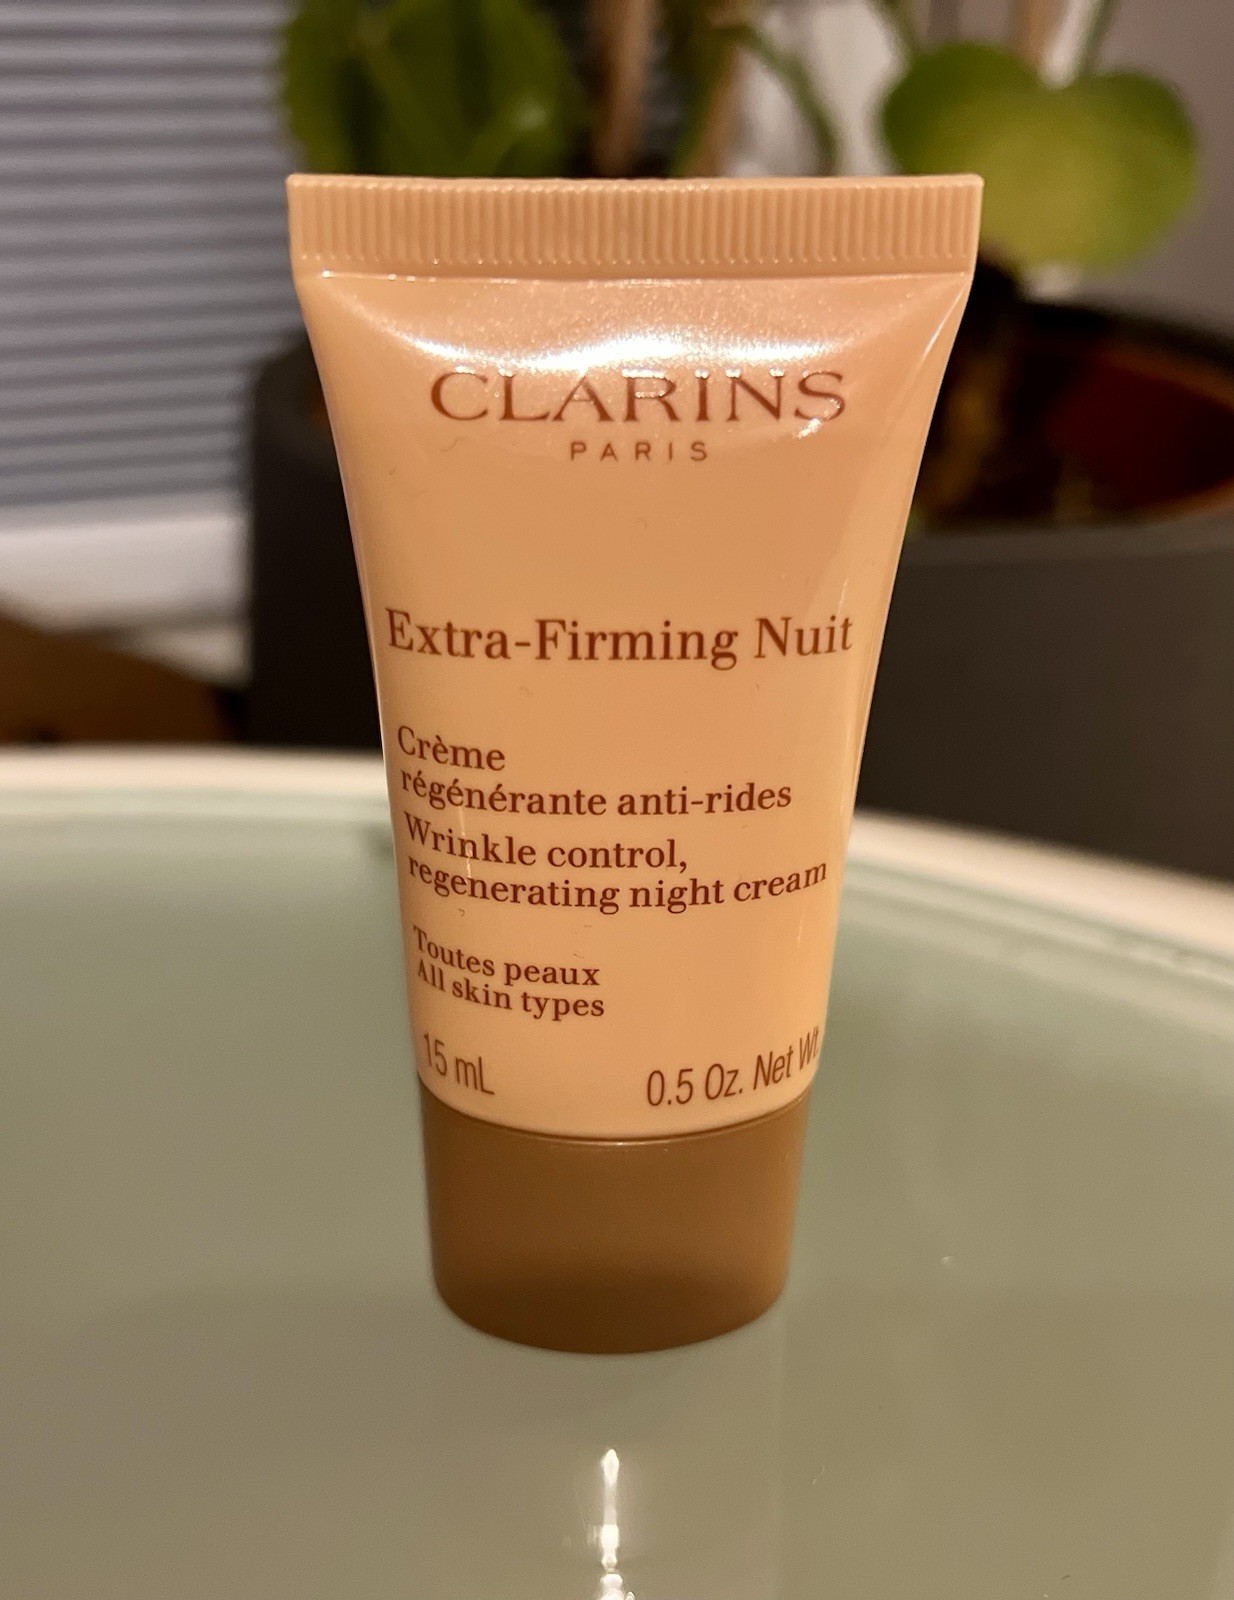 CLARINS
PARIS
Extra-Firming Nuit
Crème
régénérante anti-rides
Wrinkle control,
regenerating night cream
Toutes peaux
All skin types
15 mL 0.5 Oz. Net Wt.